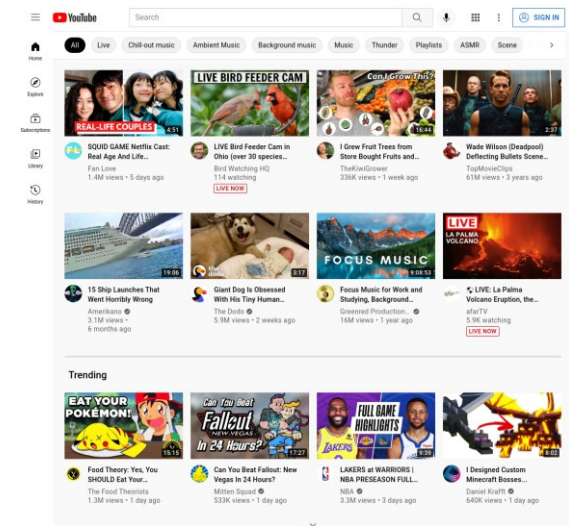 YouTube
Search
SIGN IN
All Live Chill-out music Ambient Music Background music Music Thunder Playlists ASMR Scene
Home
Explore
Subscriptions
Library
History
REAL-LIFE COUPLES
4:51
SQUID GAME Netflix Cast:
Real Age And Life...
Fan Love
1.4M views • 5 days ago
LIVE BIRD FEEDER CAM
LIVE Bird Feeder Cam in
Ohio (over 30 species...
Bird Watching HQ
114 watching
LIVE NOW
Can I Grow This?
16:44
I Grew Fruit Trees from
Store Bought Fruits and...
TheKiwiGrower
336K views • 1 week ago
2:37
Wade Wilson (Deadpool)
Deflecting Bullets Scene...
TopMovieClips
61M views • 3 years ago
19:06
15 Ship Launches That
Went Horribly Wrong
Amerikano
3.1M views •
6 months ago
3:17
Giant Dog Is Obsessed
With His Tiny Human...
The Dodo
5.9M views • 2 weeks ago
FOCUS MUSIC
9:08:53
Focus Music for Work and
Studying, Background...
Greenred Production...
16M views • 1 year ago
LIVE
LA PALMA
VOLCANO
LIVE: La Palma
Volcano Eruption, the...
afarTV
5.9K watching
LIVE NOW
Trending
EAT YOUR
POKÉMON!
15:15
Food Theory: Yes, You
SHOULD Eat Your...
The Food Theorists
1.3M views • 1 day ago
Can You Beat
Fallout
NEW VEGAS
In 24 Hours?
17:27
Can You Beat Fallout: New
Vegas In 24 Hours?
Mitten Squad
533K views • 1 day ago
FULL GAME
HIGHLIGHTS
LAKERS
9:39
LAKERS at WARRIORS |
NBA PRESEASON FULL...
NBA
3.3M views • 3 days ago
8:02
I Designed Custom
Minecraft Bosses...
Daniel Krafft
640K views • 1 day ago